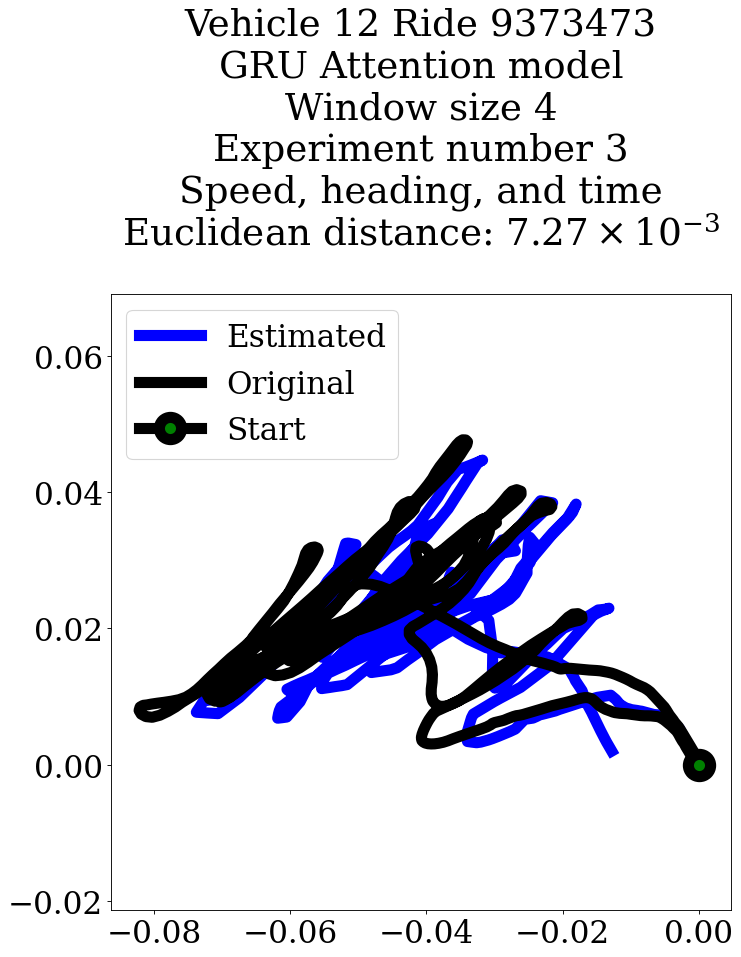 Vehicle 12 Ride 9373473
GRU Attention model
Window size 4
Experiment number 3
Speed, heading, and time
Euclidean distance: 7.27 × 10⁻³
Estimated
Original
Start
0.06
0.04
0.02
0.00
−0.02
−0.08
−0.06
−0.04
−0.02
0.00